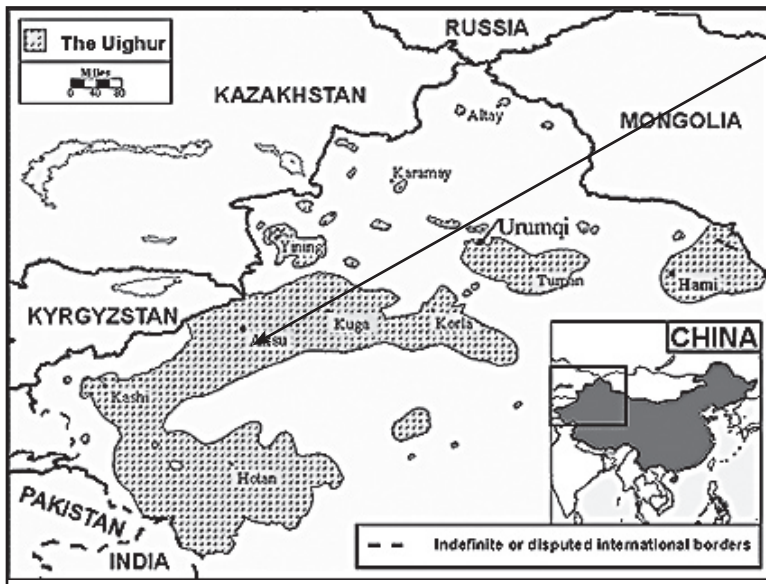 The Uighur
Miles
0 40 80
RUSSIA
KAZAKHSTAN
MONGOLIA
Altay
Karamay
Urumqi
Yining
Turpan
Hami
KYRGYZSTAN
Kuga
Korla
Aksu
CHINA
Kashi
Hotan
PAKISTAN
INDIA
Indefinite or disputed international borders